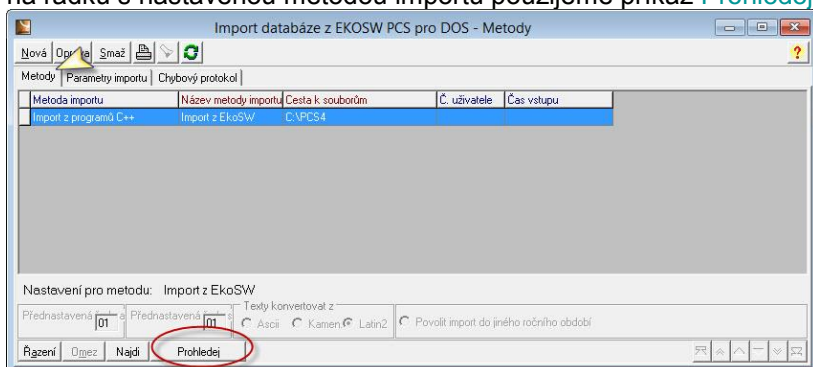 na řádku s nastavenou metodou importu použijeme příkaz Prohledej
Import databáze z EKOSW PCS pro DOS - Metody
Nová Oprava Smaž ?
Metody Parametry importu Chybový protokol
Metoda importu Název metody importu Cesta k souborům Č. uživatele Čas vstupu
Import z programů C++ Import z EkoSW C:\PCS4
Nastavení pro metodu: Import z EkoSW
Texty konvertovat z
Přednastavená 01 a Přednastavená 01 s Ascii Kamen. Latin2 Povolit import do jiného ročního období
Řazení Omez Najdi Prohledej